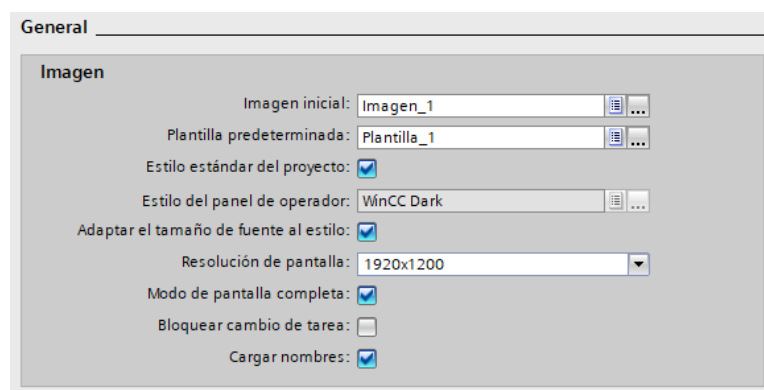 General
Imagen
Imagen inicial: Imagen_1
Plantilla predeterminada: Plantilla_1
Estilo estándar del proyecto:
Estilo del panel de operador: WinCC Dark
Adaptar el tamaño de fuente al estilo:
Resolución de pantalla: 1920x1200
Modo de pantalla completa:
Bloquear cambio de tarea:
Cargar nombres: